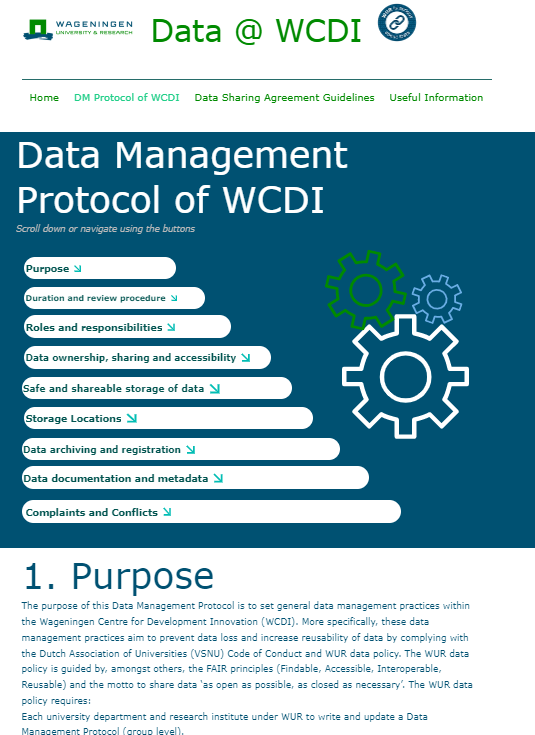 WAGENINGEN
UNIVERSITY & RESEARCH
Data @ WCDI
Home
DM Protocol of WCDI
Data Sharing Agreement Guidelines
Useful Information
Data Management
Protocol of WCDI
Scroll down or navigate using the buttons
Purpose
Duration and review procedure
Roles and responsibilities
Data ownership, sharing and accessibility
Safe and shareable storage of data
Storage Locations
Data archiving and registration
Data documentation and metadata
Complaints and Conflicts
1. Purpose
The purpose of this Data Management Protocol is to set general data management practices within
the Wageningen Centre for Development Innovation (WCDI). More specifically, these data
management practices aim to prevent data loss and increase reusability of data by complying with
the Dutch Association of Universities (VSNU) Code of Conduct and WUR data policy. The WUR data
policy is guided by, amongst others, the FAIR principles (Findable, Accessible, Interoperable,
Reusable) and the motto to share data ‘as open as possible, as closed as necessary’. The WUR data
policy requires:
Each university department and research institute under WUR to write and update a Data
Management Protocol (group level).